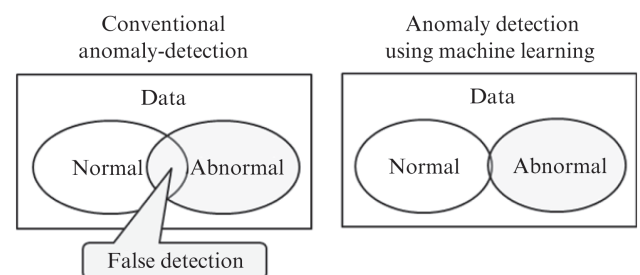 Conventional
anomaly-detection
Data
Normal
Abnormal
False detection
Anomaly detection
using machine learning
Data
Normal
Abnormal